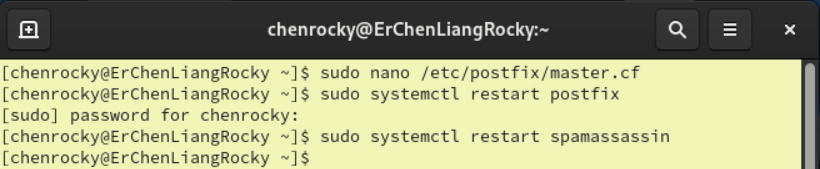 chenrocky@ErChenLiangRocky:~
[chenrocky@ErChenLiangRocky ~]$ sudo nano /etc/postfix/master.cf
[chenrocky@ErChenLiangRocky ~]$ sudo systemctl restart postfix
[sudo] password for chenrocky:
[chenrocky@ErChenLiangRocky ~]$ sudo systemctl restart spamassassin
[chenrocky@ErChenLiangRocky ~]$